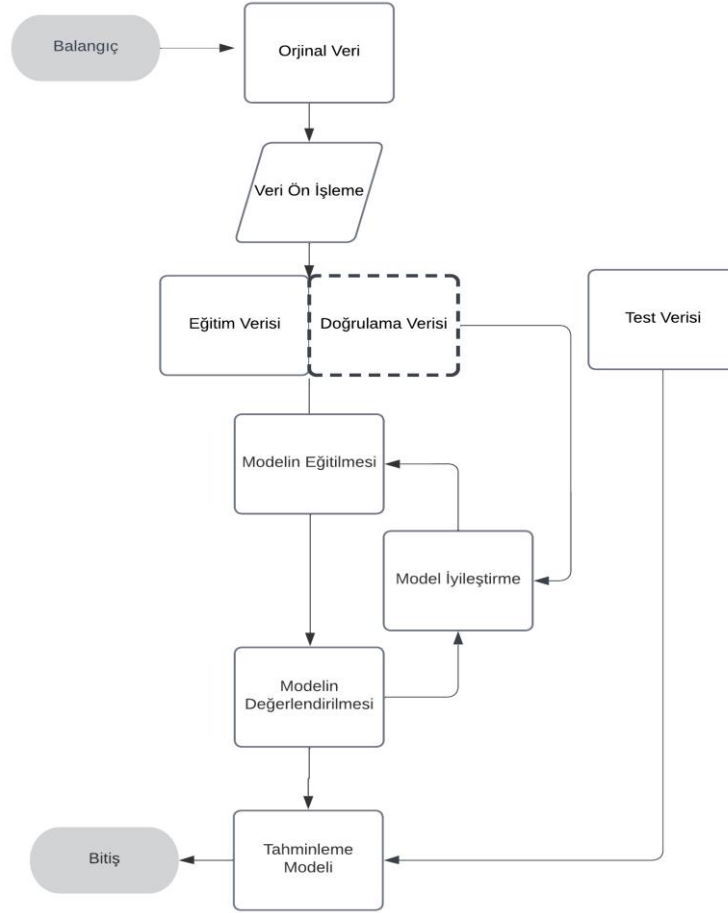 Balangıç
Orjinal Veri
Veri Ön İşleme
Eğitim Verisi
Doğrulama Verisi
Test Verisi
Modelin Eğitilmesi
Model İyileştirme
Modelin
Değerlendirilmesi
Tahminleme
Modeli
Bitiş